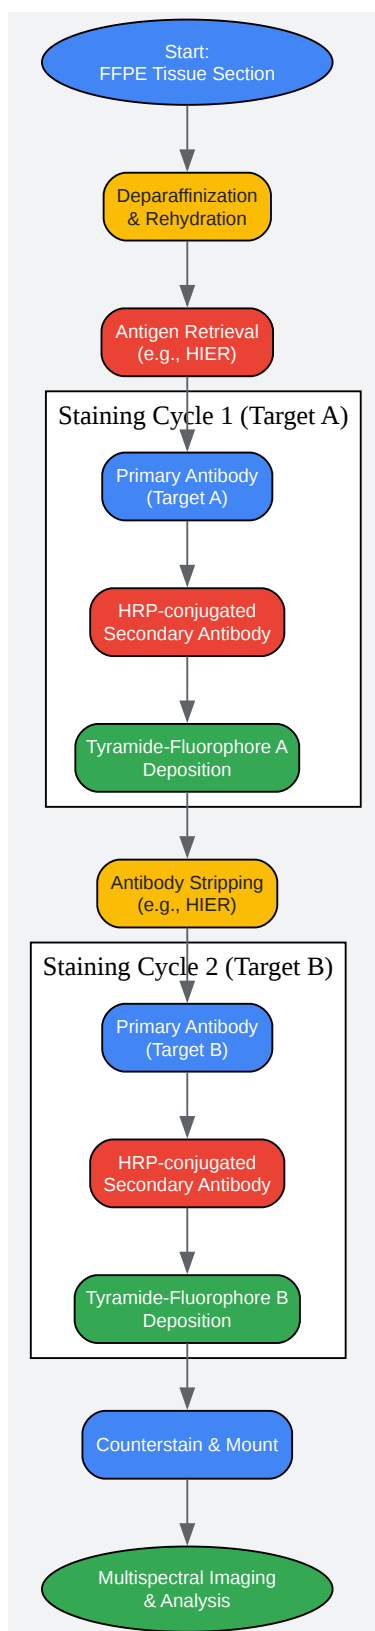 Start:
FFPE Tissue Section
Deparaffinization
& Rehydration
Antigen Retrieval
(e.g., HIER)
Staining Cycle 1 (Target A)
Primary Antibody
(Target A)
HRP-conjugated
Secondary Antibody
Tyramide-Fluorophore A
Deposition
Antibody Stripping
(e.g., HIER)
Staining Cycle 2 (Target B)
Primary Antibody
(Target B)
HRP-conjugated
Secondary Antibody
Tyramide-Fluorophore B
Deposition
Counterstain & Mount
Multispectral Imaging
& Analysis